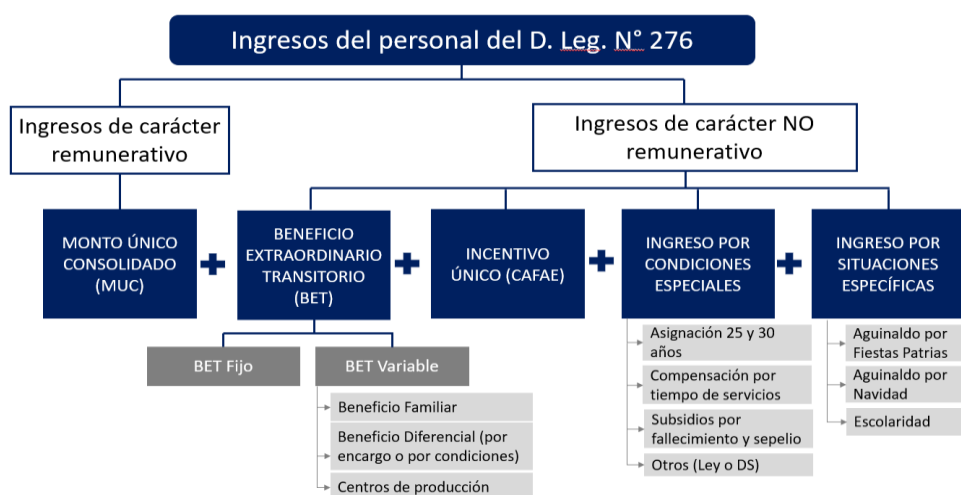 Ingresos del personal del D. Leg. N° 276
Ingresos de carácter
remunerativo
Ingresos de carácter NO
remunerativo
MONTO ÚNICO
CONSOLIDADO
(MUC)
BENEFICIO
EXTRAORDINARIO
TRANSITORIO
(BET)
INCENTIVO
ÚNICO (CAFAE)
INGRESO POR
CONDICIONES
ESPECIALES
INGRESO POR
SITUACIONES
ESPECÍFICAS
BET Fijo
BET Variable
Beneficio Familiar
Beneficio Diferencial (por
encargo o por condiciones)
Centros de producción
Asignación 25 y 30
años
Compensación por
tiempo de servicios
Subsidios por
fallecimiento y sepelio
Otros (Ley o DS)
Aguinaldo por
Fiestas Patrias
Aguinaldo por
Navidad
Escolaridad